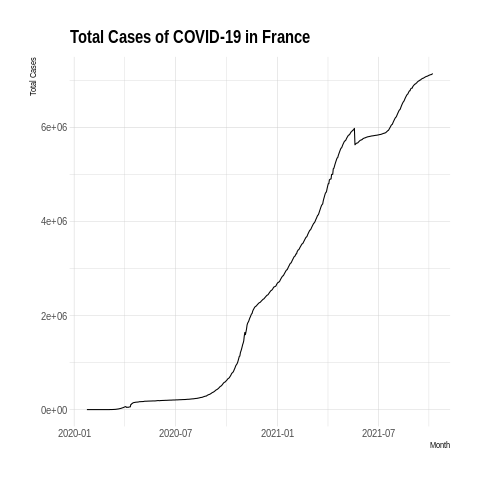 Total Cases of COVID-19 in France
Total Cases
6e+06
4e+06
2e+06
0e+00
2020-01
2020-07
2021-01
2021-07
Month